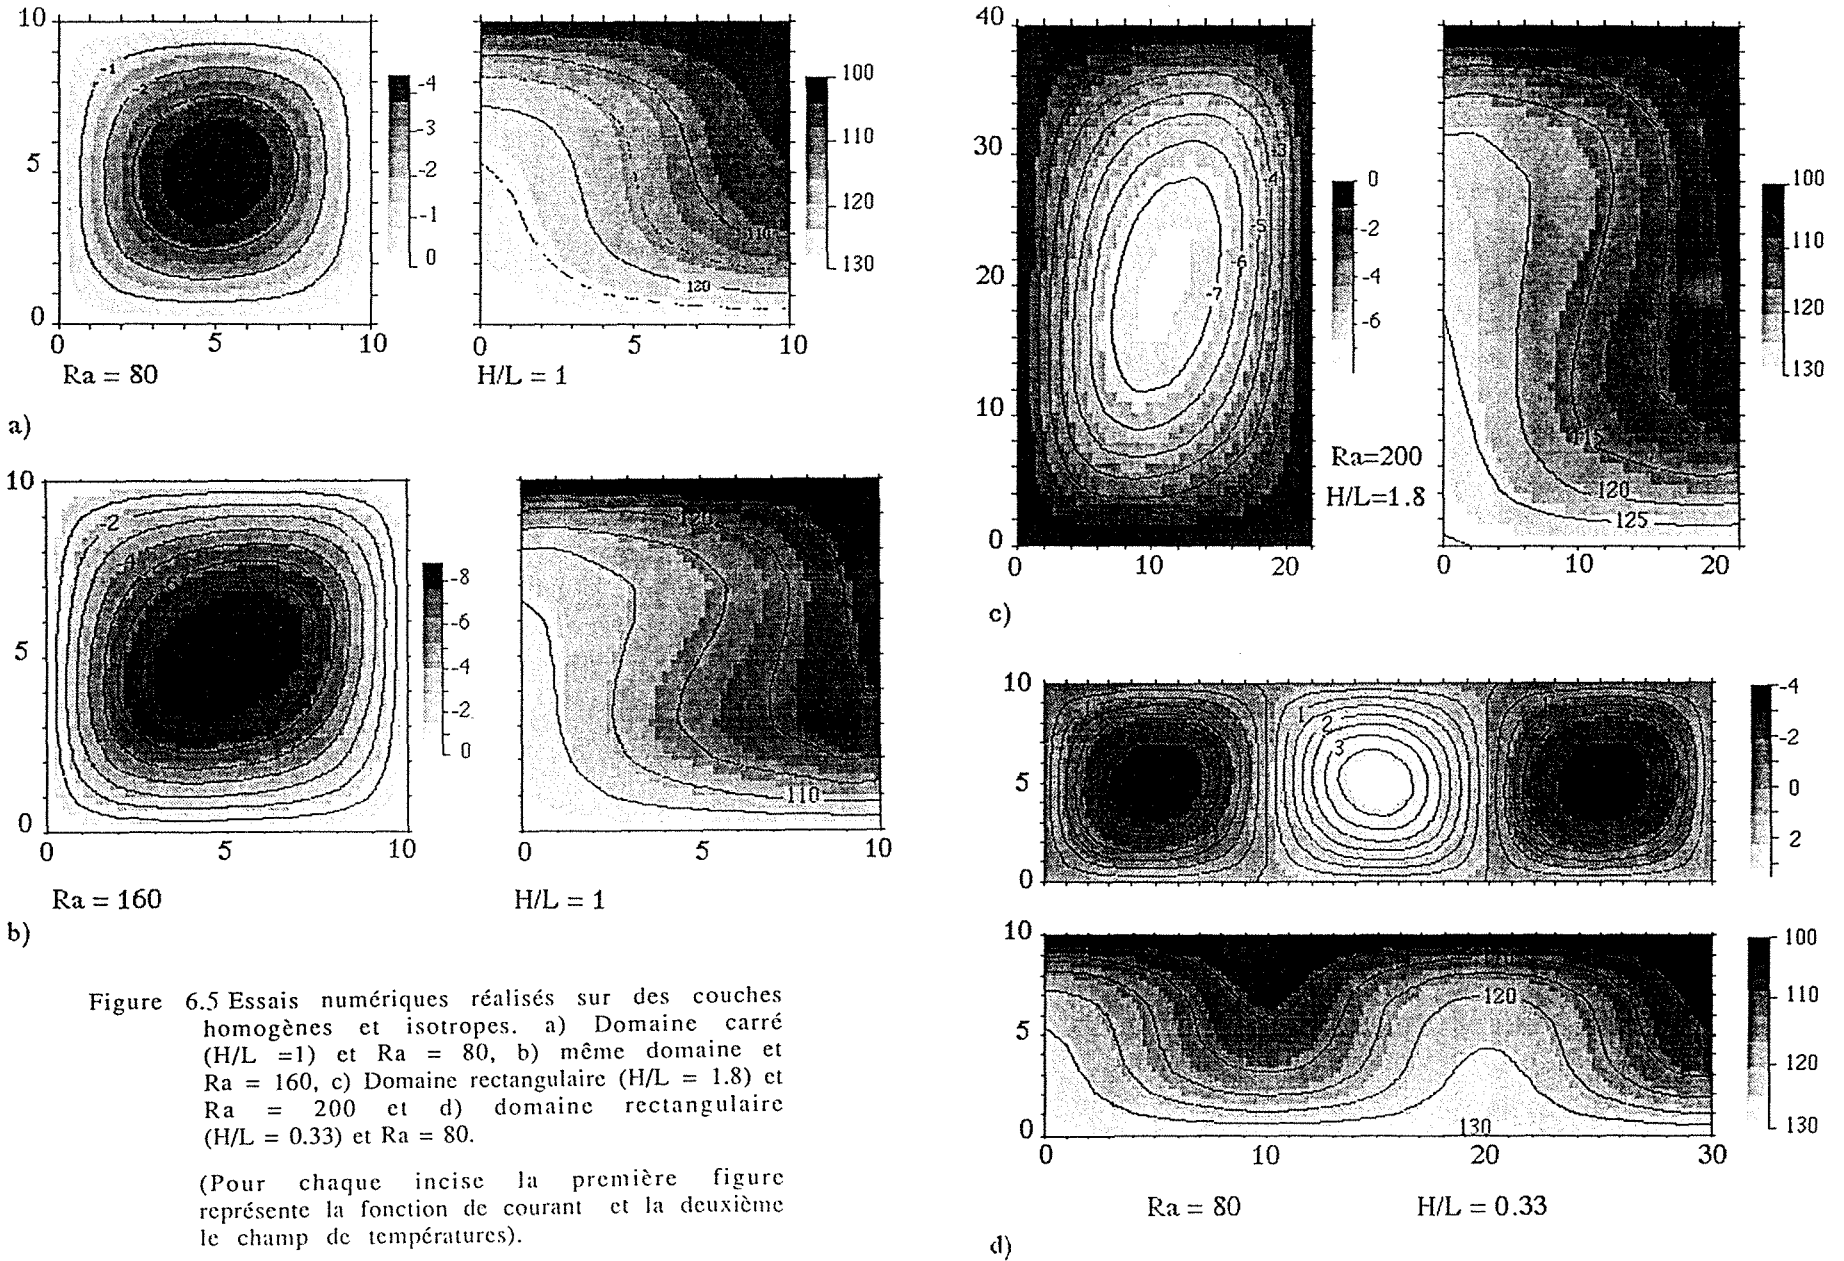 10
5
0
0 5 10
-1
-4
-3
-2
-1
0
Ra = 80
0 5 10
120
110
100
110
120
130
H/L = 1
a)
10
5
0
0 5 10
-2
-8
-6
-4
-2
0
Ra = 160
0 5 10
120
110
H/L = 1
b)
Figure 6.5 Essais numériques réalisés sur des couches
homogènes et isotropes. a) Domaine carré
(H/L =1) et Ra = 80, b) même domaine et
Ra = 160, c) Domaine rectangulaire (H/L = 1.8) et
Ra = 200 et d) domaine rectangulaire
(H/L = 0.33) et Ra = 80.
(Pour chaque incise la première figure
représente la fonction de courant et la deuxième
le champ de températures).
40
30
20
10
0
0 10 20
-3
-4
-5
-6
-7
0
-2
-4
-6
Ra=200
H/L=1.8
0 10 20
115
120
125
100
110
120
130
c)
10
5
0
1
2
3
-4
-2
0
2
10
5
0
0 10 20 30
120
130
100
110
120
130
Ra = 80 H/L = 0.33
d)